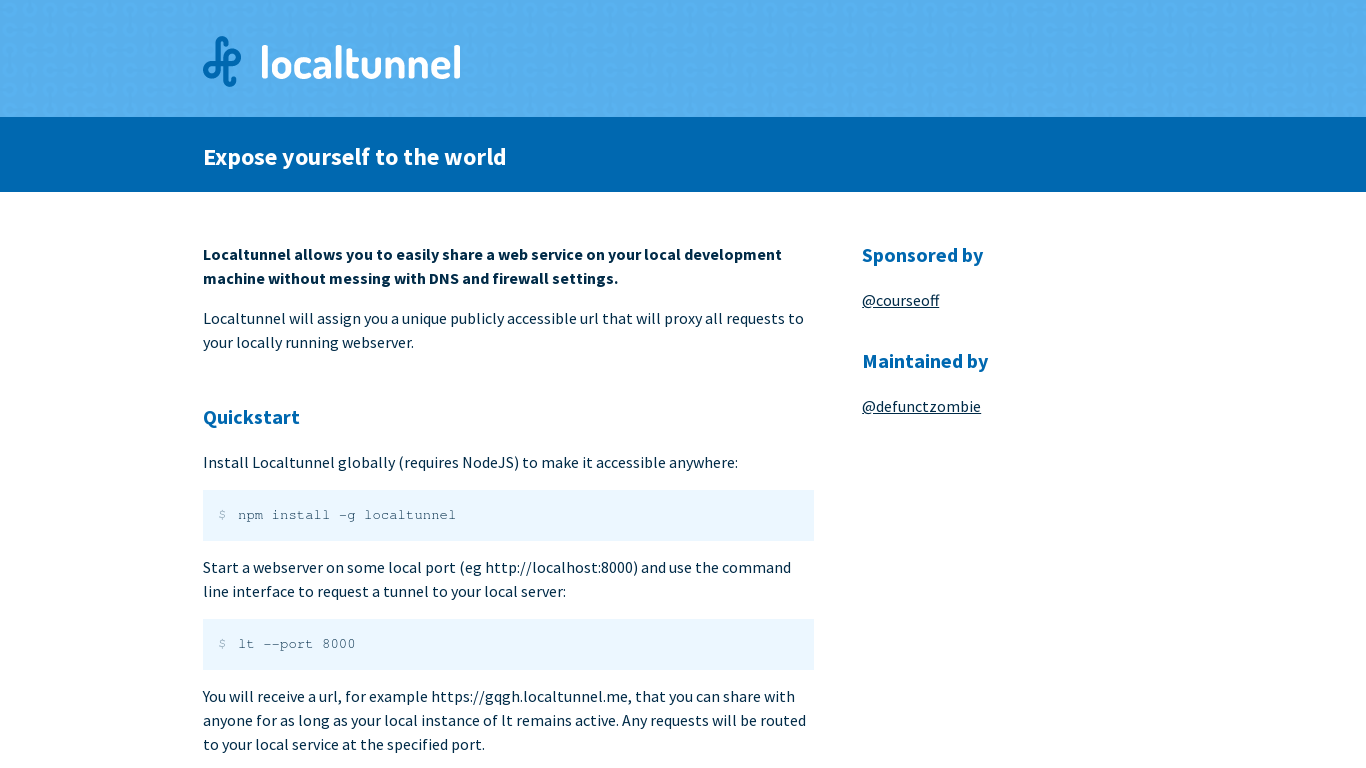 localtunnel
Expose yourself to the world
Localtunnel allows you to easily share a web service on your local development
machine without messing with DNS and firewall settings.
Localtunnel will assign you a unique publicly accessible url that will proxy all requests to
your locally running webserver.
Quickstart
Install Localtunnel globally (requires NodeJS) to make it accessible anywhere:
$ npm install -g localtunnel
Start a webserver on some local port (eg http://localhost:8000) and use the command
line interface to request a tunnel to your local server:
$ lt --port 8000
You will receive a url, for example https://gqgh.localtunnel.me, that you can share with
anyone for as long as your local instance of lt remains active. Any requests will be routed
to your local service at the specified port.
Sponsored by
@courseoff
Maintained by
@defunctzombie